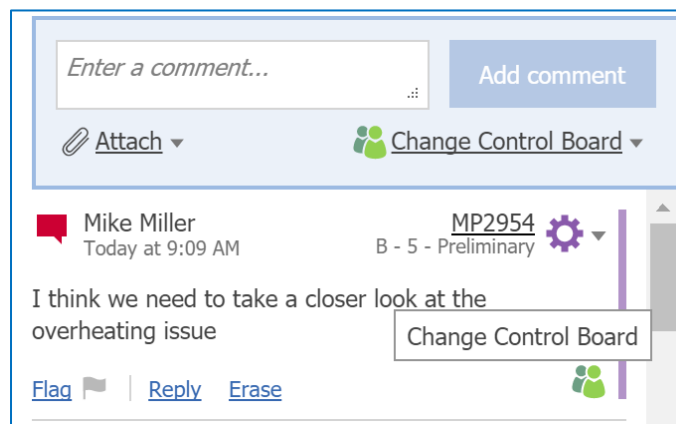 Enter a comment...
Add comment
Attach
Change Control Board
Mike Miller
MP2954
Today at 9:09 AM
B - 5 - Preliminary
I think we need to take a closer look at the
overheating issue
Change Control Board
Flag
Reply
Erase